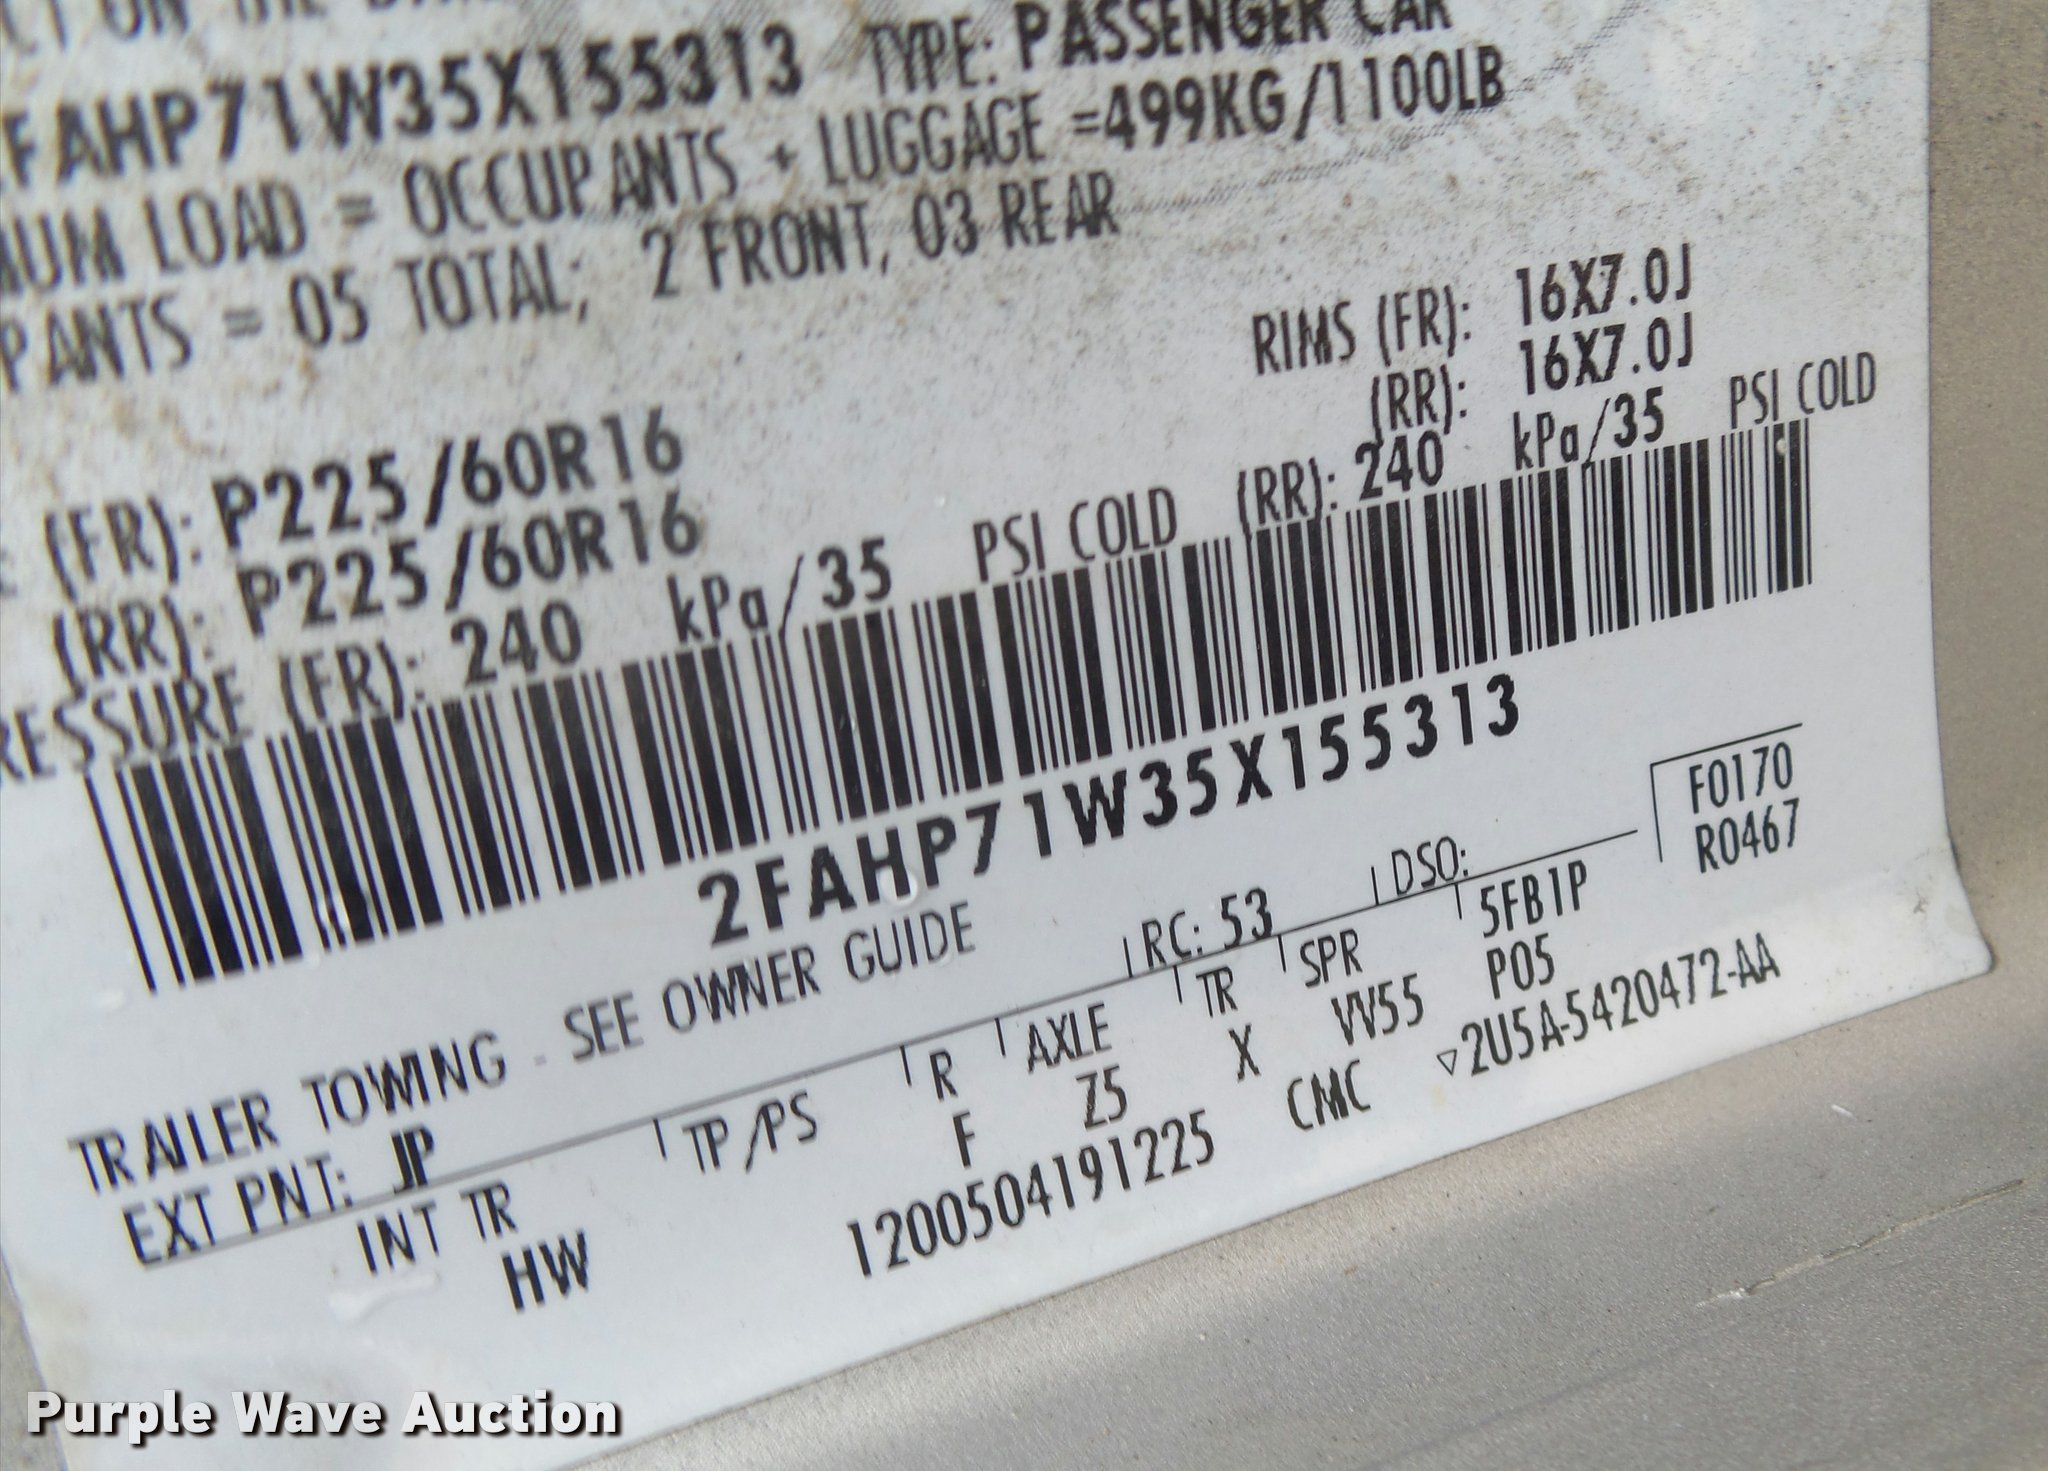 ON THE
FAHP71W35X155313 TYPE: PASSENGER CAR
LOAD = OCCUPANTS + LUGGAGE =499KG/1100LB
PANTS = 05 TOTAL; 2 FRONT, 03 REAR
RIMS (FR): 16X7.0J
(RR): 16X7.0J
(FR): P225/60R16
(RR): P225/60R16
RESSURE (FR): 240 kPa/35 PSI COLD (RR): 240 kPa/35 PSI COLD
2FAHP71W35X155313
TRAILER TOWING - SEE OWNER GUIDE
F0170
R0467
EXT PNT: JP RC: 53 DSO:
INT TR TP/PS R AXLE TR SPR 5FB1P
HW F Z5 X VV55 P05
1200504191225 CMC ▽2U5A-5420472-AA
Purple Wave Auction